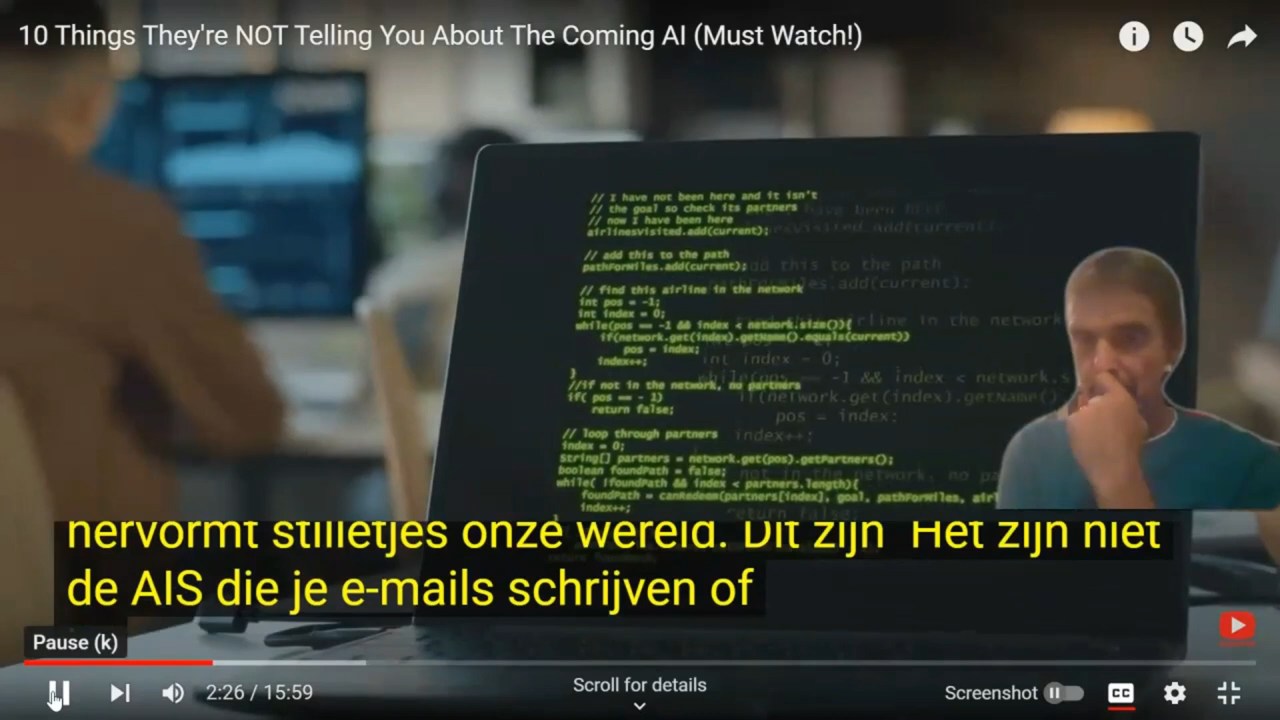 10 Things They're NOT Telling You About The Coming AI (Must Watch!)
// I have not been here and it isn't
// the goal so check its partners
// now I have been here
airlinesVisited.add(current);
// add this to the path
pathForMiles.add(current);
// find this airline in the network
int pos = -1;
int index = 0;
while(pos == -1 && index < network.size()){
if(network.get(index).getName().equals(current))
pos = index;
index++;
}
//if not in the network, no partners
if( pos == - 1)
return false;
// loop through partners
index = 0;
String[] partners = network.get(pos).getPartners();
boolean foundPath = false;
while( !foundPath && index < partners.length){
foundPath = canRedeem(partners[index], goal, pathForMiles, airl
index++;
}
hervormt stilletjes onze wereld. Dit zijn Het zijn niet
de AIS die je e-mails schrijven of
Pause (k)
2:26 / 15:59
Scroll for details
Screenshot
CC